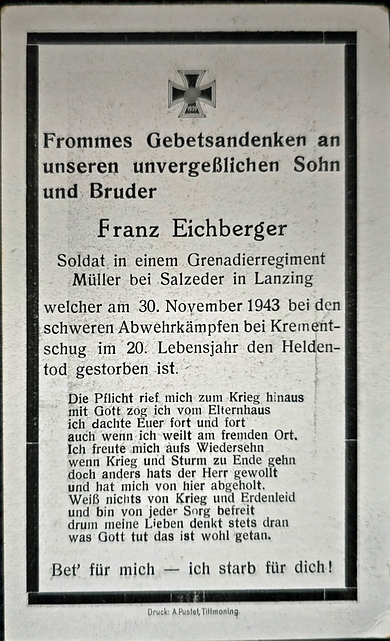 1939
Frommes Gebetsandenken an
unseren unvergeßlichen Sohn
und Bruder
Franz Eichberger
Soldat in einem Grenadierregiment
Müller bei Salzeder in Lanzing
welcher am 30. November 1943 bei den
schweren Abwehrkämpfen bei Krement-
schug im 20. Lebensjahr den Helden-
tod gestorben ist.
Die Pflicht rief mich zum Krieg hinaus
mit Gott zog ich vom Elternhaus
ich dachte Euer fort und fort
auch wenn ich weilt am fremden Ort.
Ich freute mich aufs Wiedersehn
wenn Krieg und Sturm zu Ende gehn
doch anders hats der Herr gewollt
und hat mich von hier abgeholt.
Weiß nichts von Krieg und Erdenleid
und bin von jeder Sorg befreit
drum meine Lieben denkt stets dran
was Gott tut das ist wohl getan.
Bet' für mich — ich starb für dich!
Druck: A. Pustet, Tittmoning.